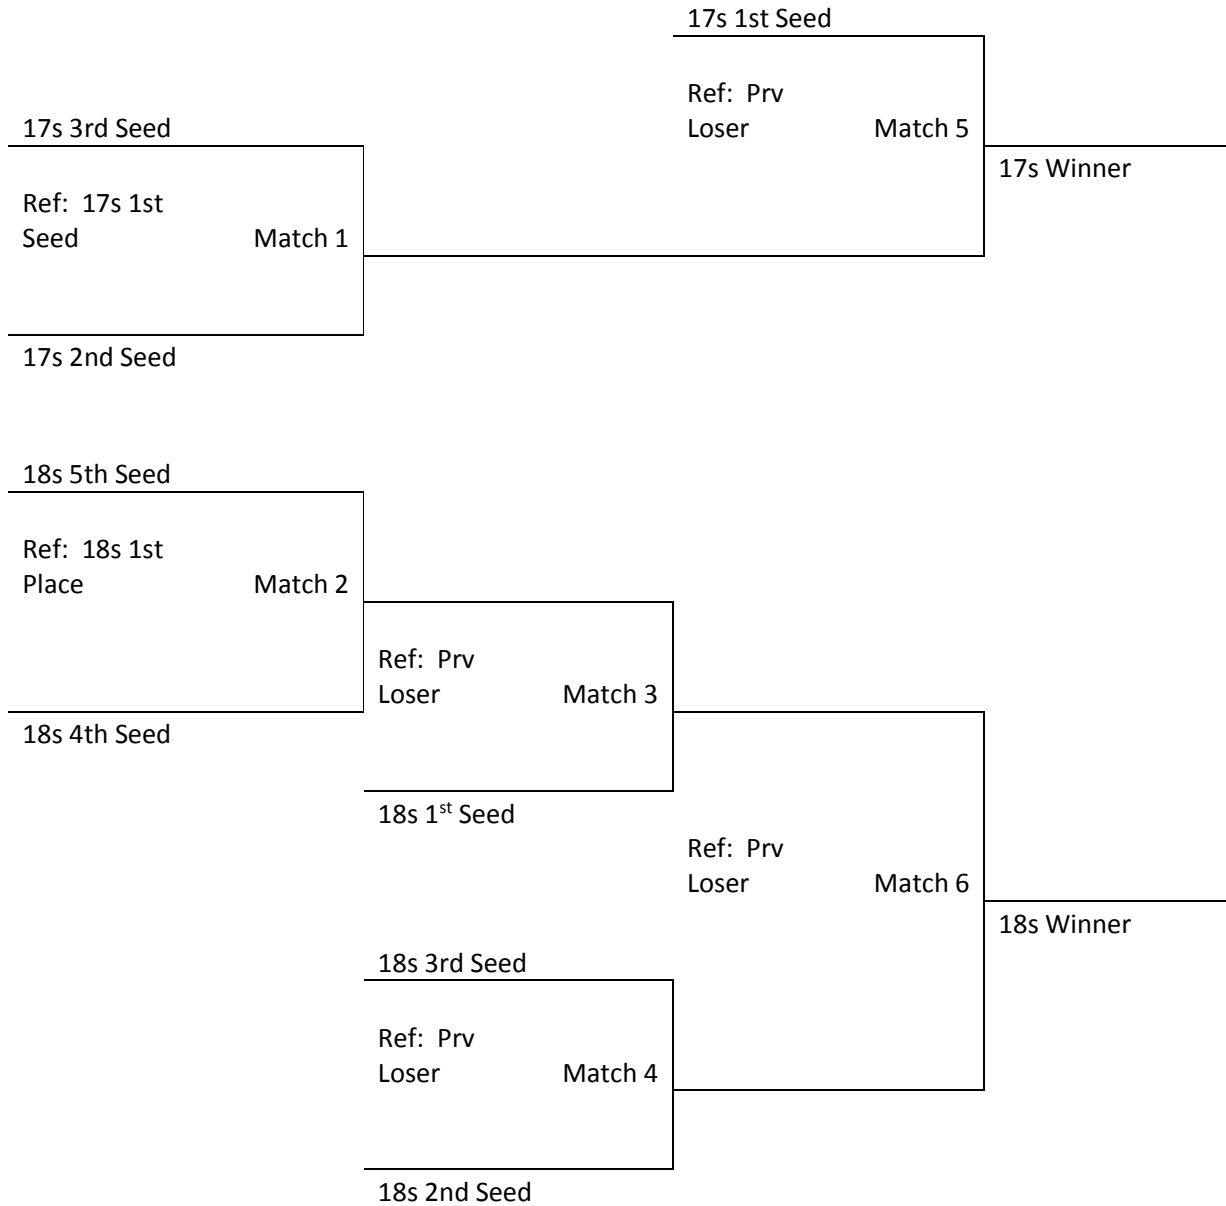 17s 1st Seed
Ref: Prv
Loser Match 5
17s 3rd Seed
17s Winner
Ref: 17s 1st
Seed Match 1
17s 2nd Seed
18s 5th Seed
Ref: 18s 1st
Place Match 2
Ref: Prv
Loser Match 3
18s 4th Seed
18s 1st Seed
Ref: Prv
Loser Match 6
18s Winner
18s 3rd Seed
Ref: Prv
Loser Match 4
18s 2nd Seed